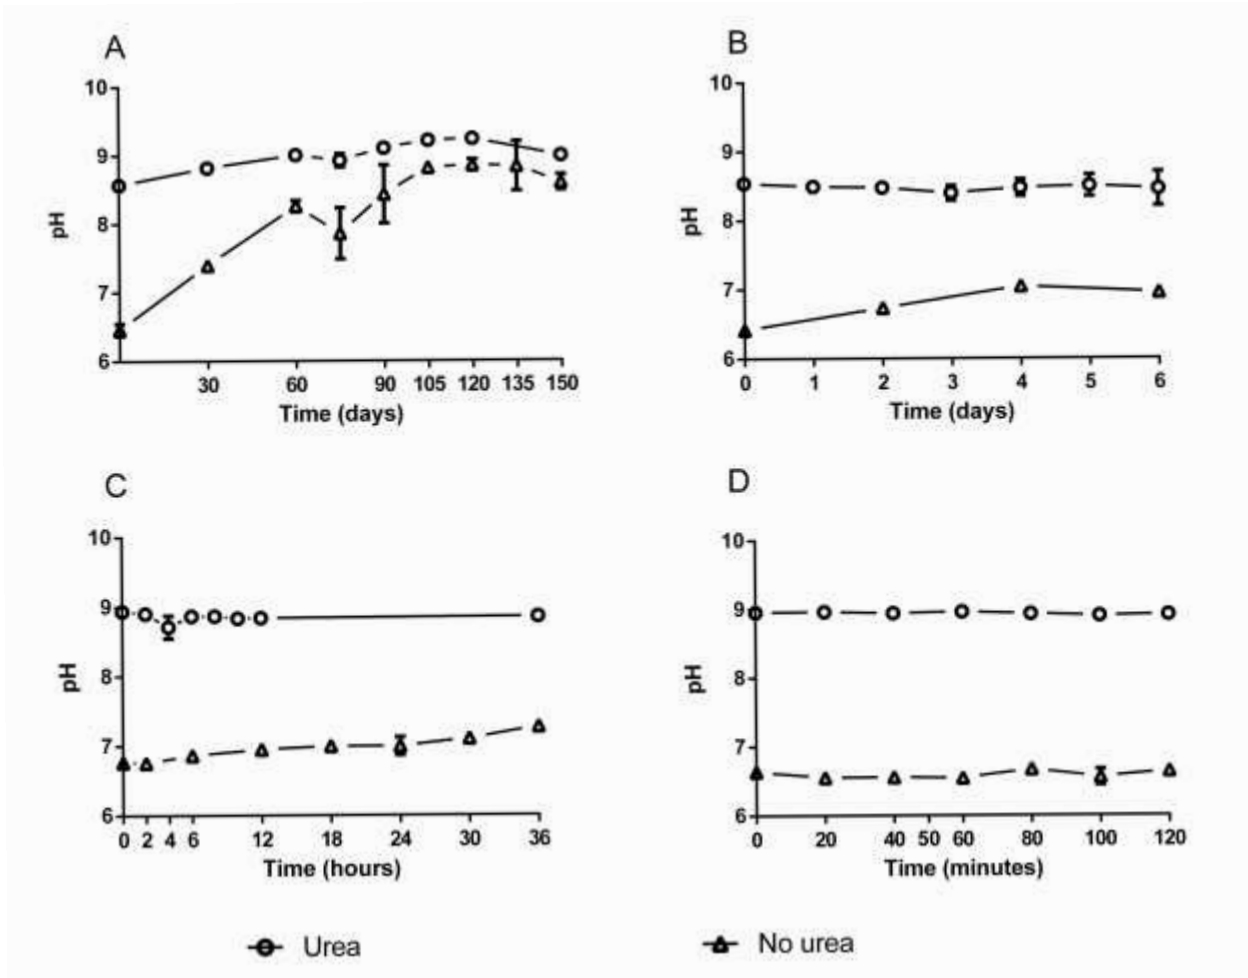 A
10
9
8
7
6
pH
30 60 90 105 120 135 150
Time (days)
B
10
9
8
7
6
pH
0 1 2 3 4 5 6
Time (days)
C
10
9
8
7
6
pH
0 2 4 6 12 18 24 30 36
Time (hours)
D
10
9
8
7
6
pH
0 20 40 50 60 80 100 120
Time (minutes)
Urea
No urea